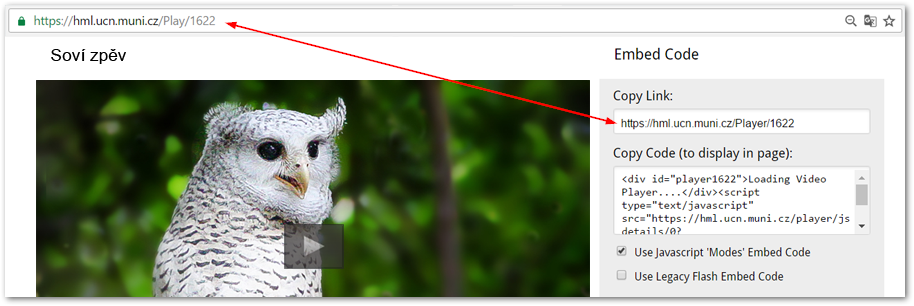 https://hml.ucn.muni.cz/Play/1622
Soví zpěv
Embed Code
Copy Link:
https://hml.ucn.muni.cz/Player/1622
Copy Code (to display in page):
<div id="player1622">Loading Video
Player....</div><script
type="text/javascript"
src="https://hml.ucn.muni.cz/player/js
details/0?
Use Javascript 'Modes' Embed Code
Use Legacy Flash Embed Code